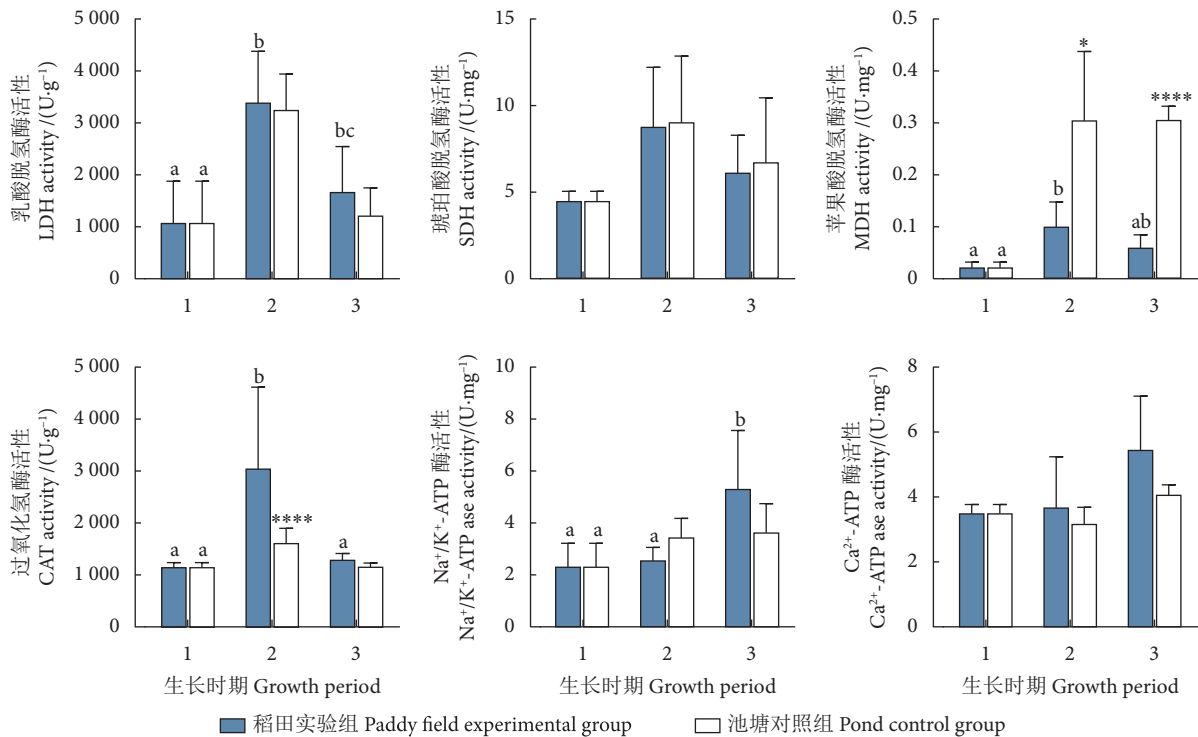 乳酸脱氢酶活性
LDH activity /(U·g⁻¹)
5 000
4 000
3 000
2 000
1 000
0
a
a
b
bc
1
2
3
琥珀酸脱氢酶活性
SDH activity /(U·mg⁻¹)
15
10
5
0
1
2
3
苹果酸脱氢酶活性
MDH activity /(U·mg⁻¹)
0.5
0.4
0.3
0.2
0.1
0
a
a
b
*
ab
****
1
2
3
过氧化氢酶活性
CAT activity /(U·g⁻¹)
5 000
4 000
3 000
2 000
1 000
0
a
a
b
****
a
1
2
3
生长时期 Growth period
Na⁺/K⁺-ATP 酶活性
Na⁺/K⁺-ATP ase activity/(U·mg⁻¹)
10
8
6
4
2
0
a
a
a
b
1
2
3
生长时期 Growth period
Ca²⁺-ATP 酶活性
Ca²⁺-ATP ase activity/(U·mg⁻¹)
8
6
4
2
0
1
2
3
生长时期 Growth period
稻田实验组 Paddy field experimental group
池塘对照组 Pond control group